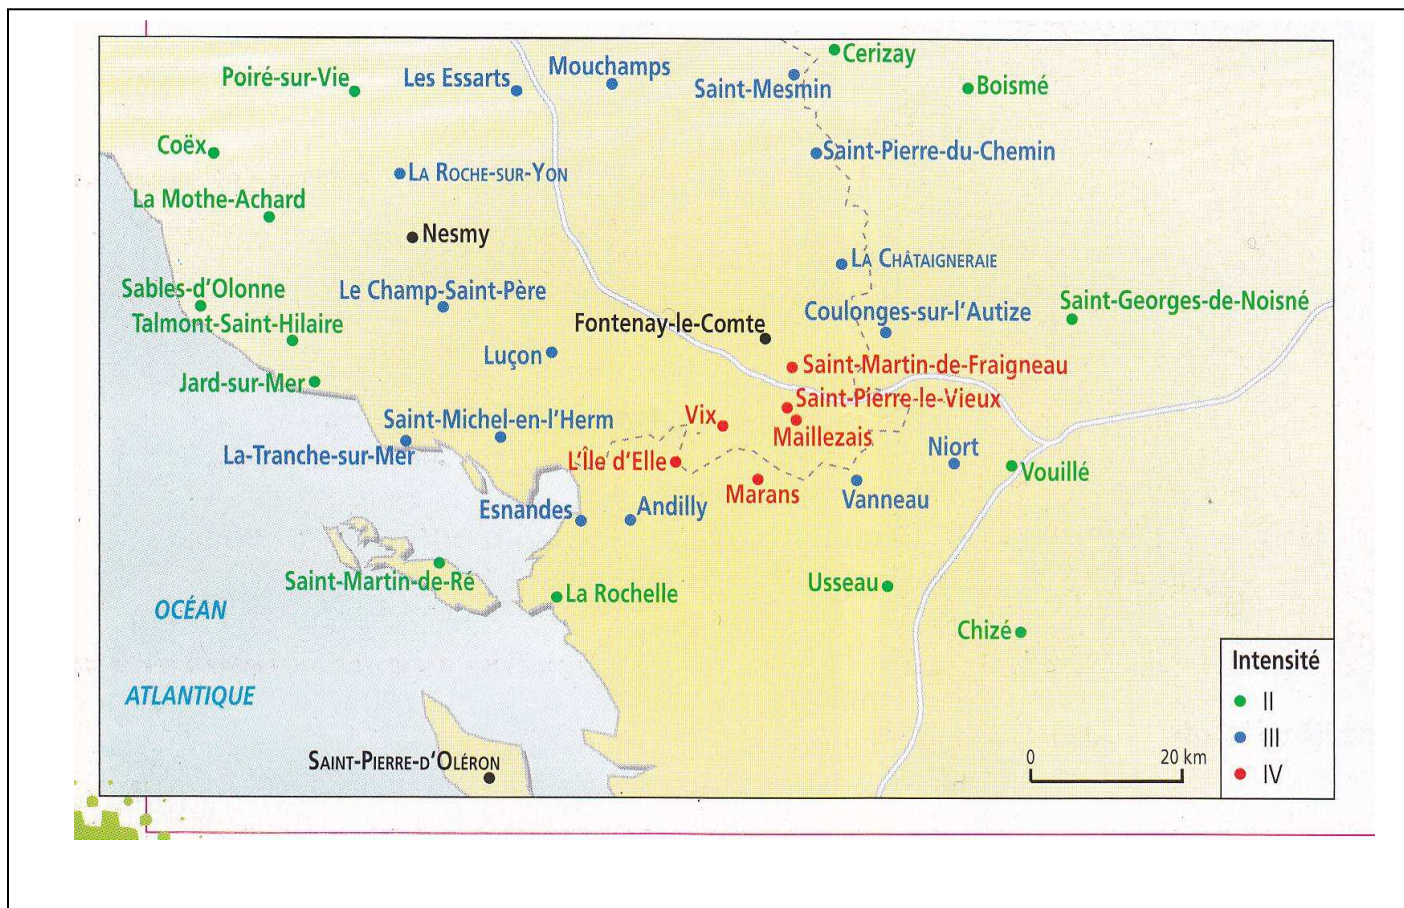 Cerizay
Mouchamps
Poiré-sur-Vie
Les Essarts
Saint-Mesmin
Boismé
Coëx
Saint-Pierre-du-Chemin
LA ROCHE-SUR-YON
La Mothe-Achard
Nesmy
LA CHÂTAIGNERAIE
Sables-d'Olonne
Le Champ-Saint-Père
Saint-Georges-de-Noisné
Coulonges-sur-l'Autize
Talmont-Saint-Hilaire
Fontenay-le-Comte
Luçon
Saint-Martin-de-Fraigneau
Jard-sur-Mer
Saint-Pierre-le-Vieux
Saint-Michel-en-l'Herm
Vix
Maillezais
Niort
La-Tranche-sur-Mer
L'Île d'Elle
Vouillé
Marans
Vanneau
Esnandes
Andilly
Saint-Martin-de-Ré
La Rochelle
Usseau
OCÉAN
Chizé
ATLANTIQUE
SAINT-PIERRE-D'OLÉRON
0 20 km
Intensité
II
III
IV